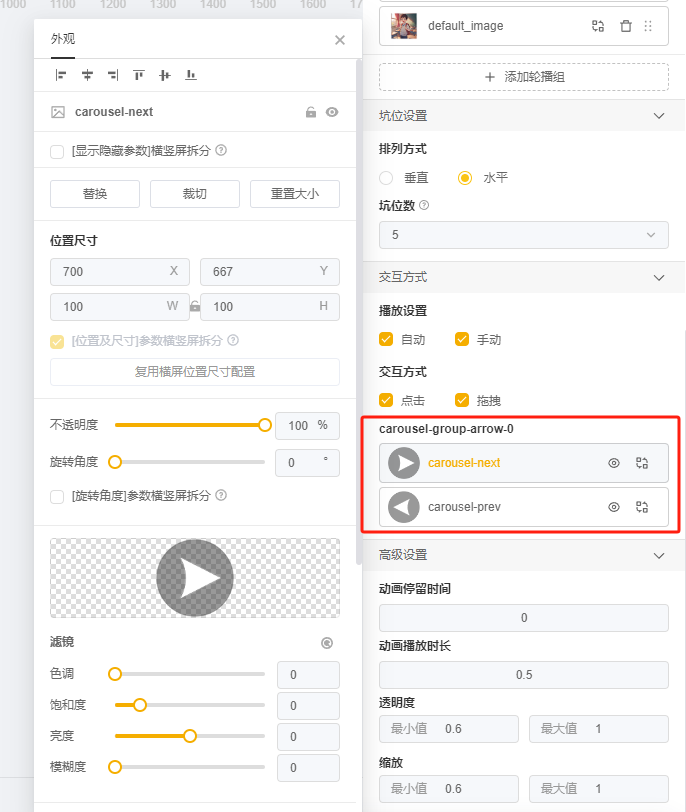 1000 1100 1200 1300 1400 1500 1600 17
外观
carousel-next
[显示隐藏参数]横竖屏拆分
替换 裁切 重置大小
位置尺寸
700 X 667 Y
100 W 100 H
[位置及尺寸]参数横竖屏拆分
复用横屏位置尺寸配置
不透明度 100 %
旋转角度 0 °
[旋转角度]参数横竖屏拆分
滤镜
色调 0
饱和度 0
亮度 0
模糊度 0
default_image
+ 添加轮播组
坑位设置
排列方式
垂直 水平
坑位数
5
交互方式
播放设置
自动 手动
交互方式
点击 拖拽
carousel-group-arrow-0
carousel-next
carousel-prev
高级设置
动画停留时间
0
动画播放时长
0.5
透明度
最小值 0.6 最大值 1
缩放
最小值 0.6 最大值 1